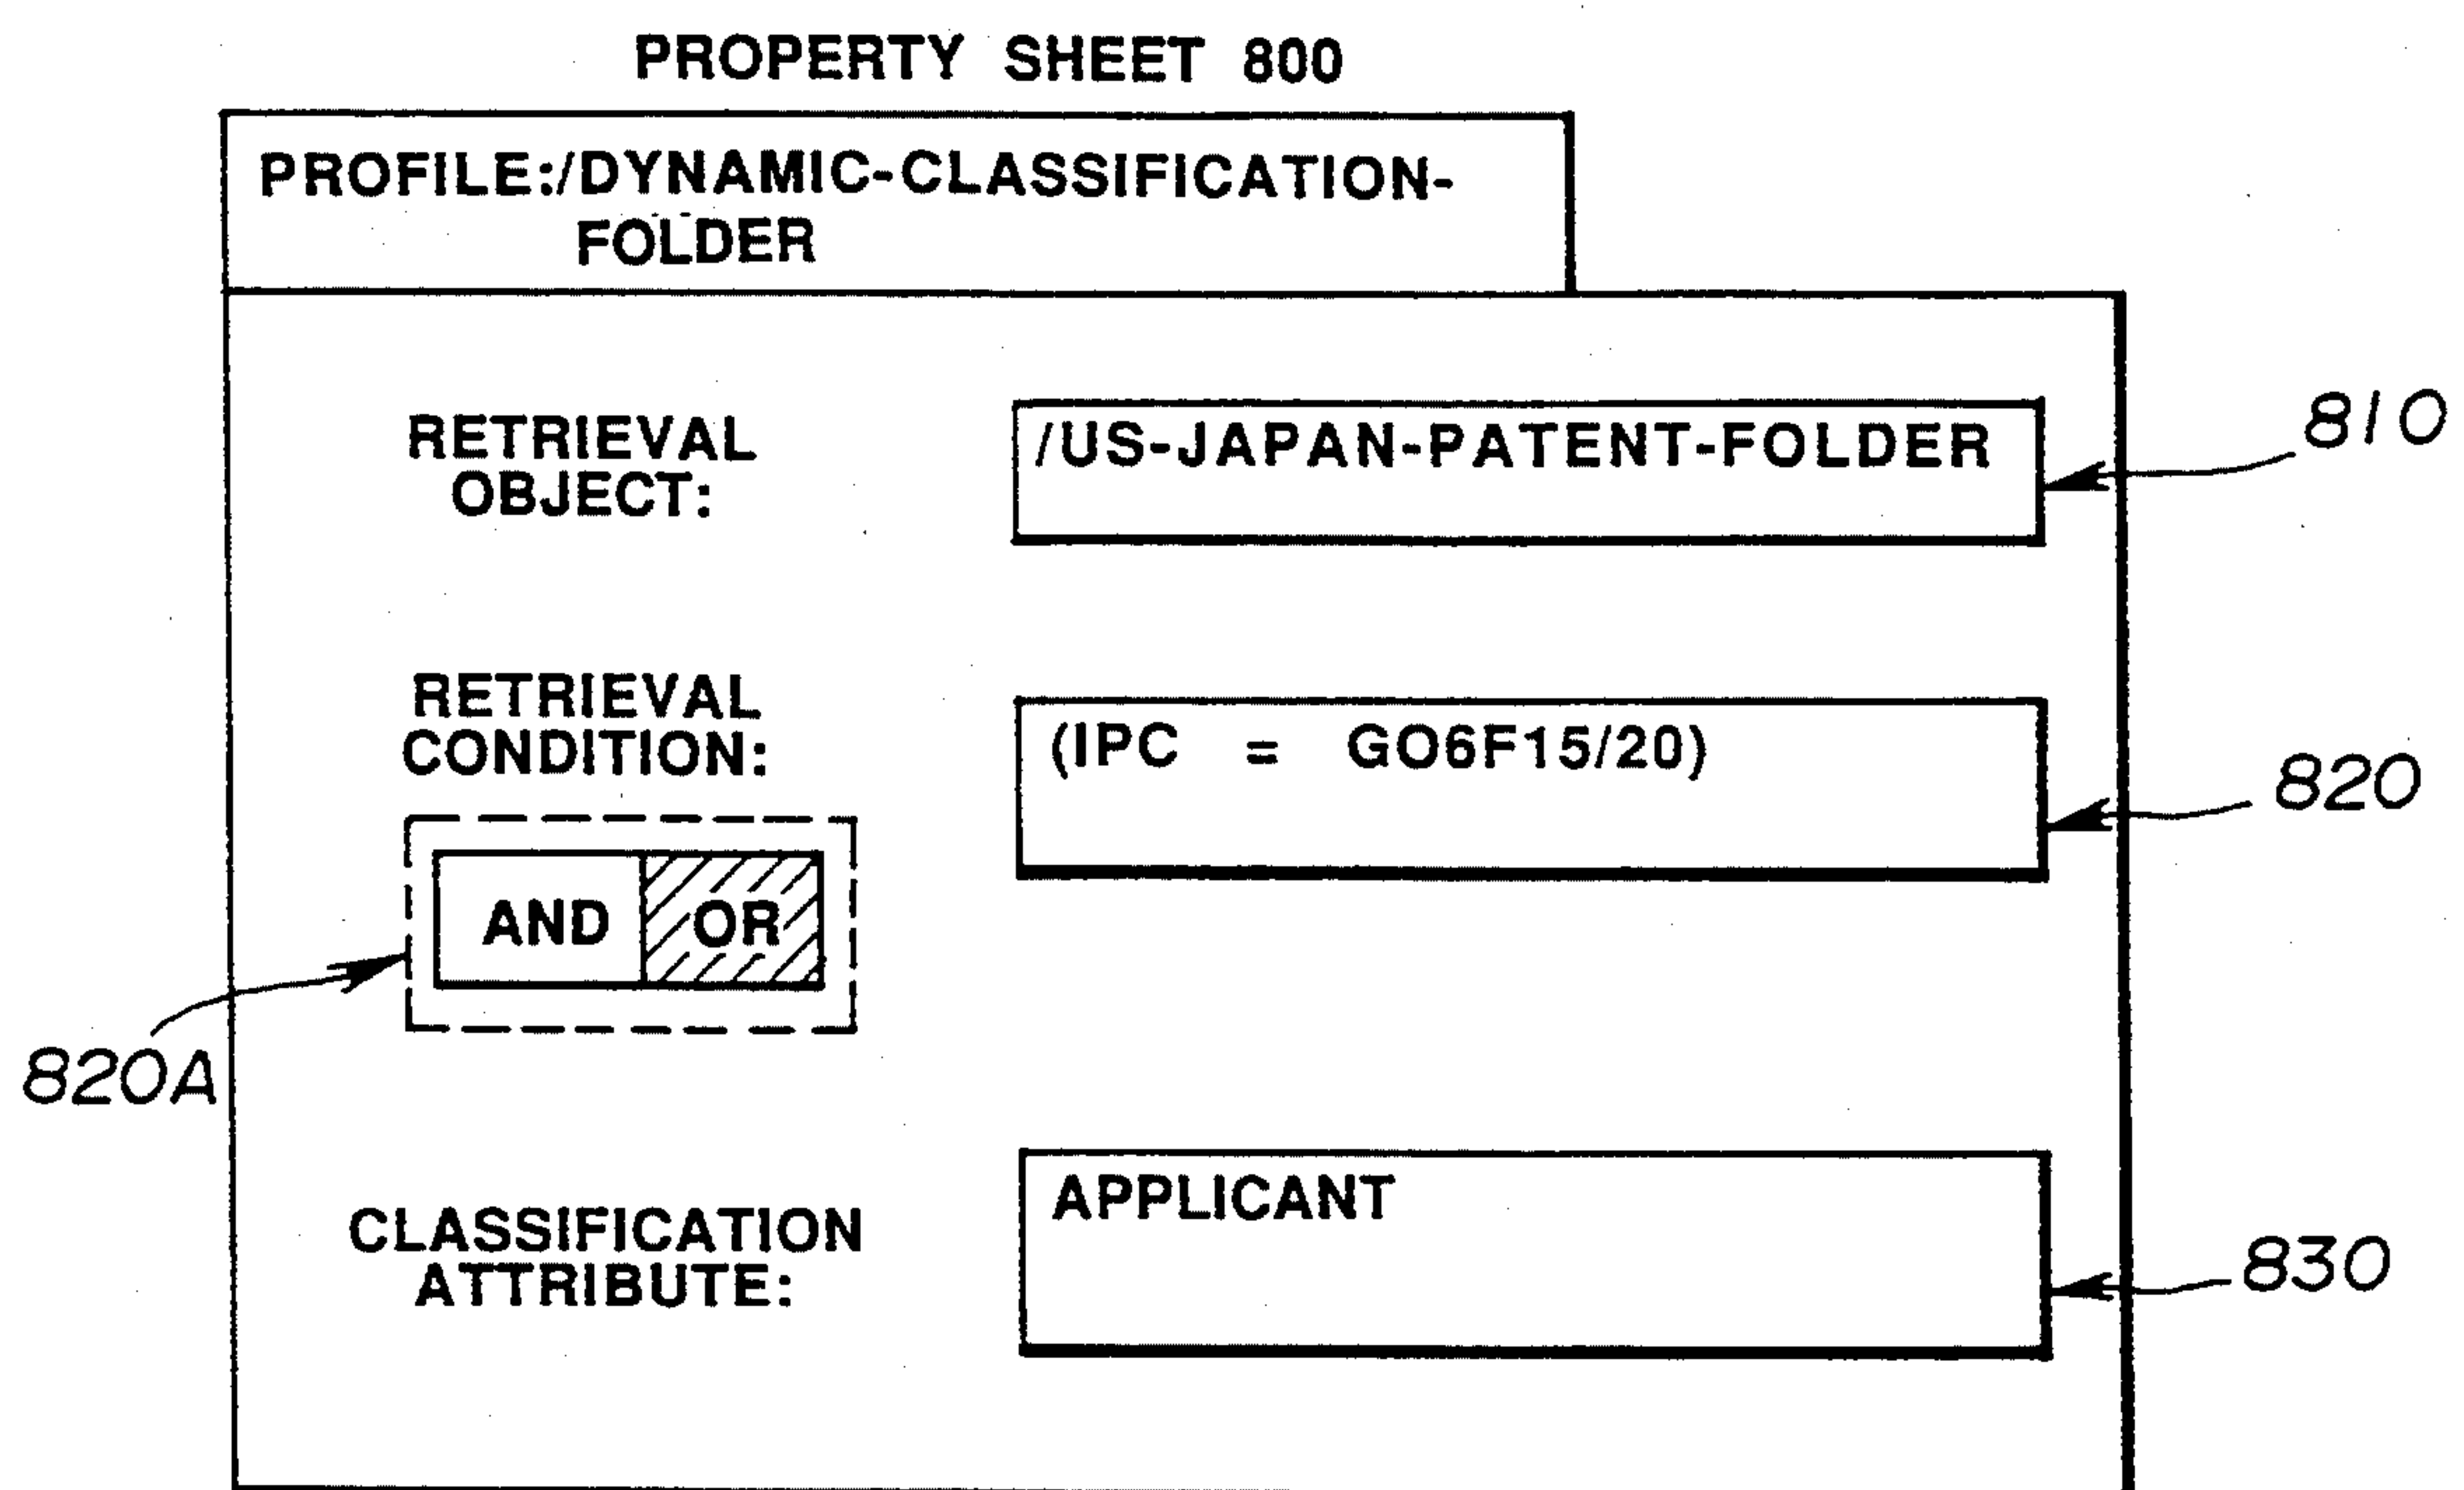 PROPERTY SHEET 800
PROFILE:/DYNAMIC-CLASSIFICATION-
FOLDER
RETRIEVAL
OBJECT:
/US-JAPAN-PATENT-FOLDER
810
RETRIEVAL
CONDITION:
(IPC = GO6F15/20)
820
AND OR
820A
CLASSIFICATION
ATTRIBUTE:
APPLICANT
830